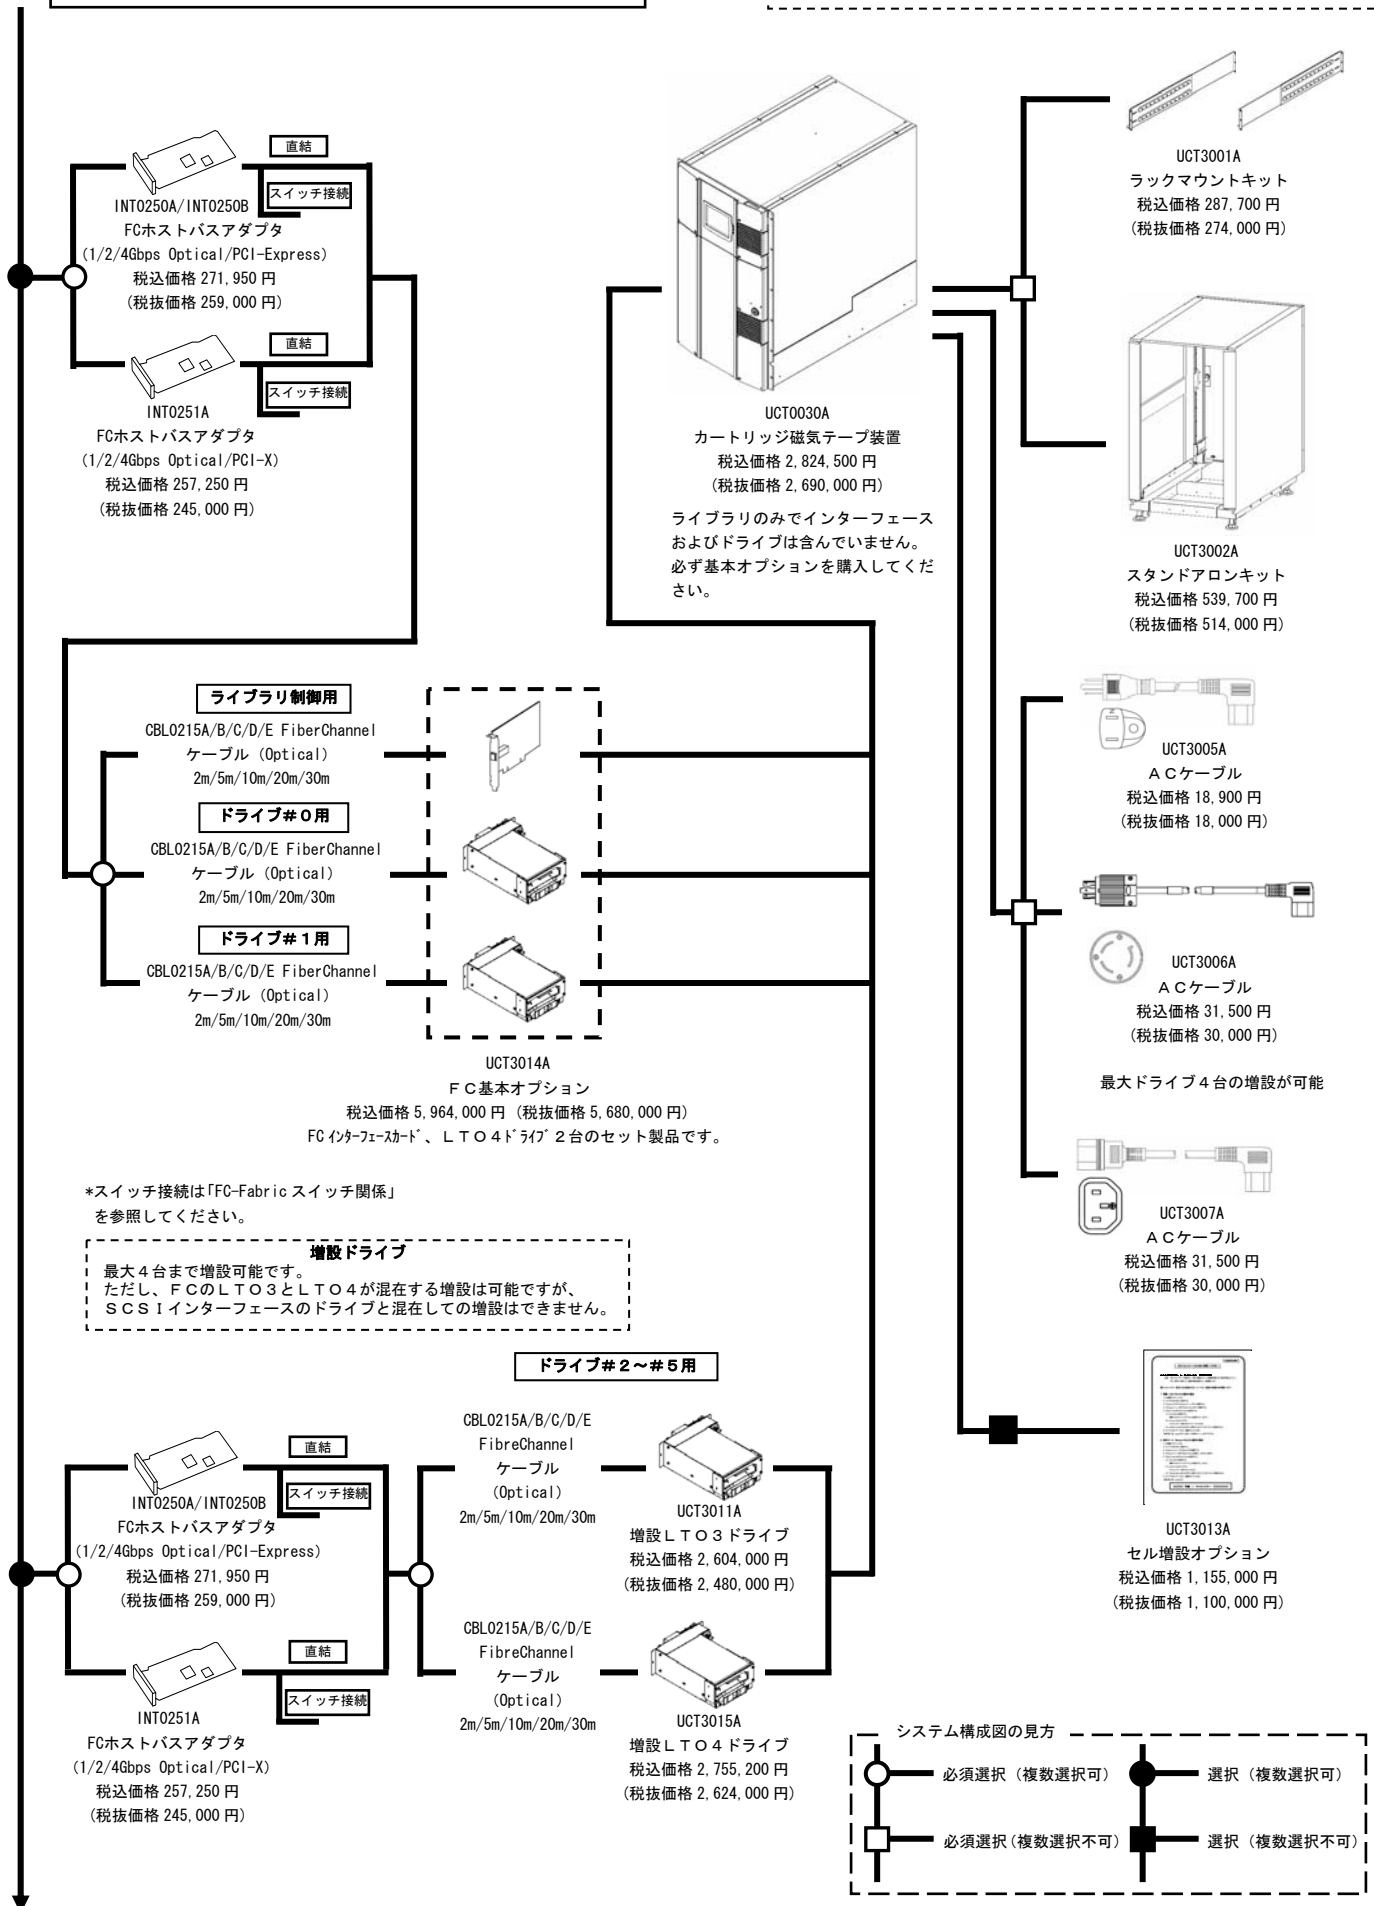 直結
スイッチ接続
INT0250A/INT0250B
FCホストバスアダプタ
(1/2/4Gbps Optical/PCI-Express)
税込価格 271,950 円
(税抜価格 259,000 円)
直結
スイッチ接続
INT0251A
FCホストバスアダプタ
(1/2/4Gbps Optical/PCI-X)
税込価格 257,250 円
(税抜価格 245,000 円)
UCT0030A
カートリッジ磁気テープ装置
税込価格 2,824,500 円
(税抜価格 2,690,000 円)
ライブラリのみでインターフェース
およびドライブは含んでいません。
必ず基本オプションを購入してくだ
さい。
UCT3001A
ラックマウントキット
税込価格 287,700 円
(税抜価格 274,000 円)
UCT3002A
スタンドアロンキット
税込価格 539,700 円
(税抜価格 514,000 円)
UCT3005A
ＡＣケーブル
税込価格 18,900 円
(税抜価格 18,000 円)
UCT3006A
ＡＣケーブル
税込価格 31,500 円
(税抜価格 30,000 円)
最大ドライブ４台の増設が可能
UCT3007A
ＡＣケーブル
税込価格 31,500 円
(税抜価格 30,000 円)
UCT3013A
セル増設オプション
税込価格 1,155,000 円
(税抜価格 1,100,000 円)
ライブラリ制御用
CBL0215A/B/C/D/E FiberChannel
ケーブル (Optical)
2m/5m/10m/20m/30m
ドライブ＃０用
CBL0215A/B/C/D/E FiberChannel
ケーブル (Optical)
2m/5m/10m/20m/30m
ドライブ＃１用
CBL0215A/B/C/D/E FiberChannel
ケーブル (Optical)
2m/5m/10m/20m/30m
UCT3014A
ＦＣ基本オプション
税込価格 5,964,000 円 (税抜価格 5,680,000 円)
FC ｲﾝﾀｰﾌｪｰｽｶｰﾄﾞ、ＬＴＯ４ﾄﾞﾗｲﾌﾞ２台のセット製品です。
*スイッチ接続は｢FC-Fabric スイッチ関係｣
を参照してください。
増設ドライブ
最大４台まで増設可能です。
ただし、ＦＣのＬＴＯ３とＬＴＯ４が混在する増設は可能ですが、
ＳＣＳＩインターフェースのドライブと混在しての増設はできません。
ドライブ＃２～＃５用
直結
スイッチ接続
INT0250A/INT0250B
FCホストバスアダプタ
(1/2/4Gbps Optical/PCI-Express)
税込価格 271,950 円
(税抜価格 259,000 円)
直結
スイッチ接続
INT0251A
FCホストバスアダプタ
(1/2/4Gbps Optical/PCI-X)
税込価格 257,250 円
(税抜価格 245,000 円)
CBL0215A/B/C/D/E
FibreChannel
ケーブル
(Optical)
2m/5m/10m/20m/30m
UCT3011A
増設ＬＴＯ３ドライブ
税込価格 2,604,000 円
(税抜価格 2,480,000 円)
CBL0215A/B/C/D/E
FibreChannel
ケーブル
(Optical)
2m/5m/10m/20m/30m
UCT3015A
増設ＬＴＯ４ドライブ
税込価格 2,755,200 円
(税抜価格 2,624,000 円)
システム構成図の見方
必須選択（複数選択可）
選択（複数選択可）
必須選択(複数選択不可)
選択（複数選択不可）